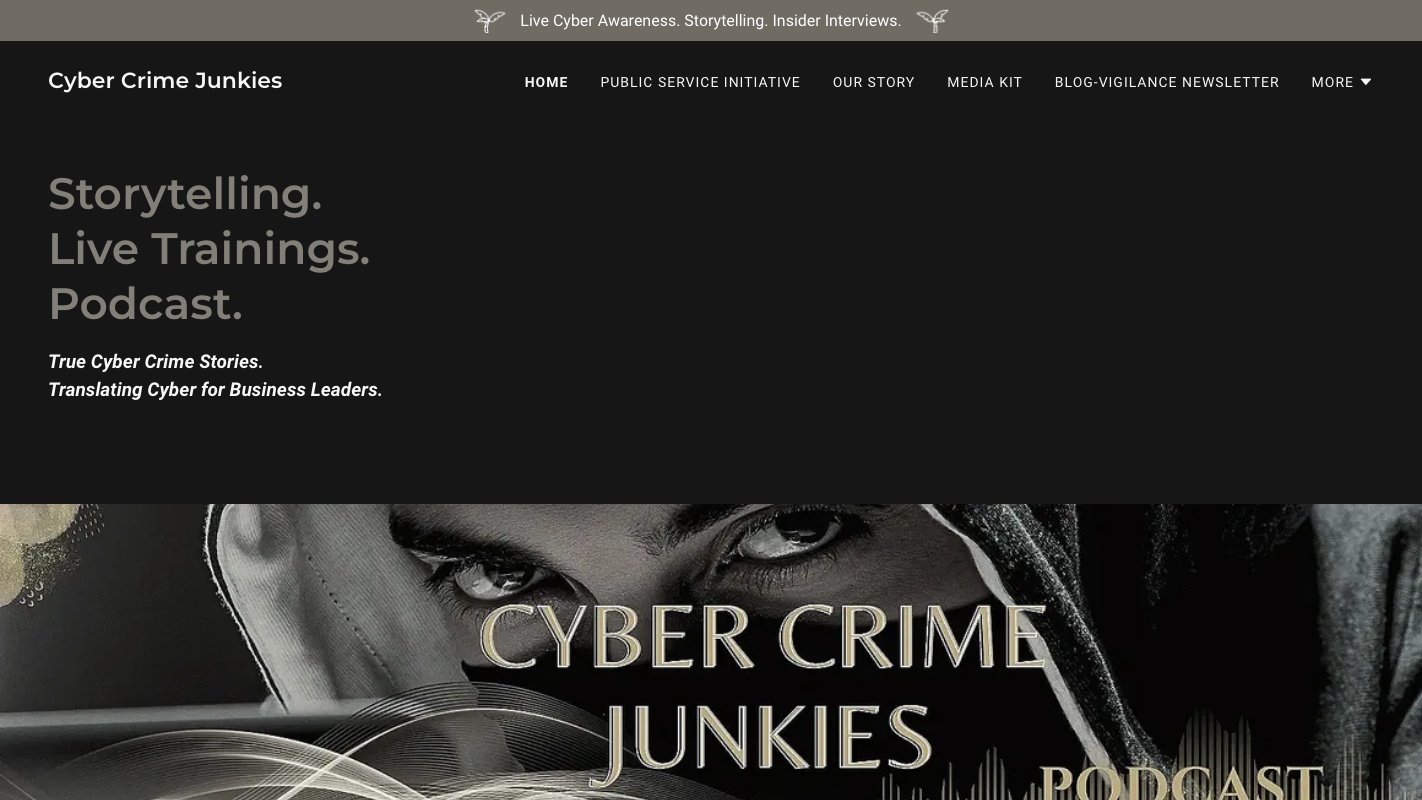 Live Cyber Awareness. Storytelling. Insider Interviews.
Cyber Crime Junkies
HOME PUBLIC SERVICE INITIATIVE OUR STORY MEDIA KIT BLOG-VIGILANCE NEWSLETTER MORE
Storytelling.
Live Trainings.
Podcast.
True Cyber Crime Stories.
Translating Cyber for Business Leaders.
CYBER CRIME
JUNKIES
PODCAST